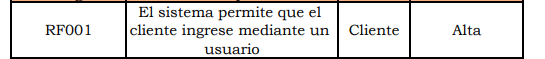 El sistema permite que el
RF001 cliente ingrese mediante un Cliente Alta
usuario